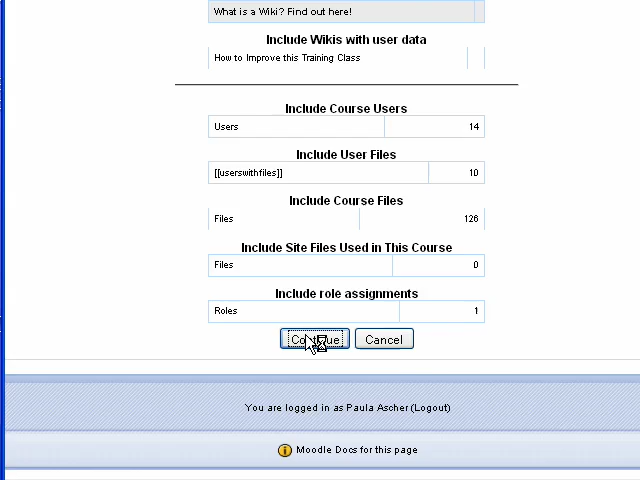 What is a Wiki? Find out here!
Include Wikis with user data
How to Improve this Training Class
Include Course Users
Users 14
Include User Files
[[userswithfiles]] 10
Include Course Files
Files 126
Include Site Files Used in This Course
Files 0
Include role assignments
Roles 1
Continue Cancel
You are logged in as Paula Ascher (Logout)
Moodle Docs for this page